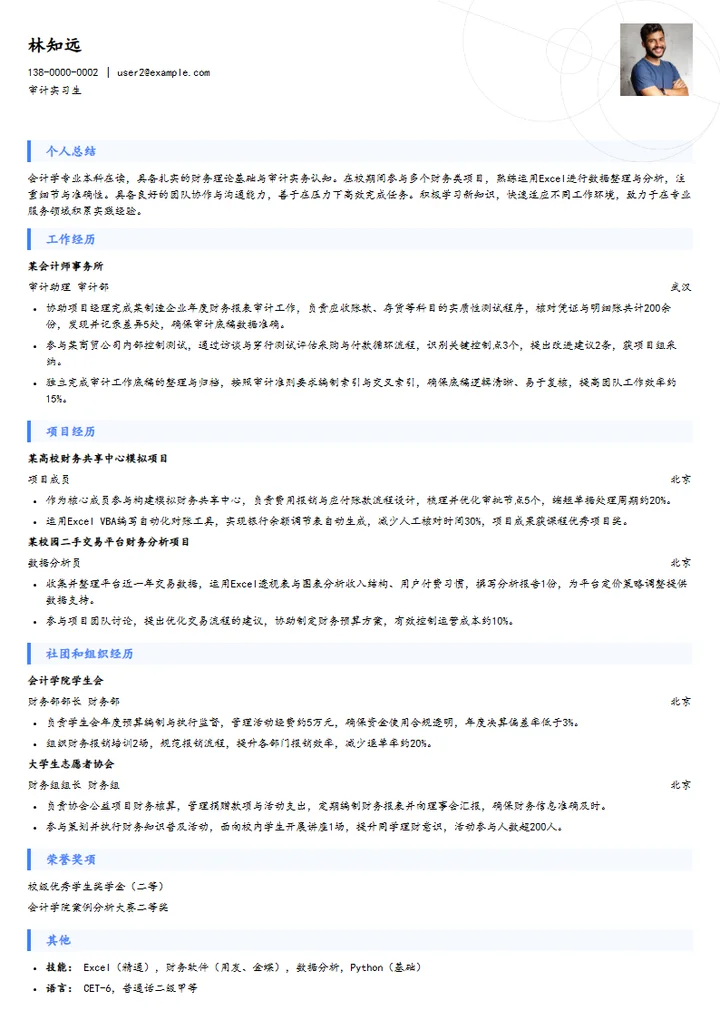 林知远
138-0000-0002 | user2@example.com
审计实习生
个人总结
会计学专业本科在读，具备扎实的财务理论基础与审计实务认知。在校期间参与多个财务类项目，熟练运用Excel进行数据整理与分析，注
重细节与准确性。具备良好的团队协作与沟通能力，善于在压力下高效完成任务。积极学习新知识，快速适应不同工作环境，致力于在专业
服务领域积累实践经验。
工作经历
某会计师事务所
审计助理 审计部 武汉
• 协助项目经理完成某制造企业年度财务报表审计工作，负责应收账款、存货等科目的实质性测试程序，核对凭证与明细账共计200余
份，发现并记录差异5处，确保审计底稿数据准确。
• 参与某商贸公司内部控制测试，通过访谈与穿行测试评估采购与付款循环流程，识别关键控制点3个，提出改进建议2条，获项目组采
纳。
• 独立完成审计工作底稿的整理与归档，按照审计准则要求编制索引与交叉索引，确保底稿逻辑清晰、易于复核，提高团队工作效率约
15%。
项目经历
某高校财务共享中心模拟项目
项目成员 北京
• 作为核心成员参与构建模拟财务共享中心，负责费用报销与应付账款流程设计，梳理并优化审批节点5个，缩短单据处理周期约20%。
• 运用Excel VBA编写自动化对账工具，实现银行余额调节表自动生成，减少人工核对时间30%，项目成果获课程优秀项目奖。
某校园二手交易平台财务分析项目
数据分析员 北京
• 收集并整理平台近一年交易数据，运用Excel透视表与图表分析收入结构、用户付费习惯，撰写分析报告1份，为平台定价策略调整提供
数据支持。
• 参与项目团队讨论，提出优化交易流程的建议，协助制定财务预算方案，有效控制运营成本约10%。
社团和组织经历
会计学院学生会
财务部部长 财务部 北京
• 负责学生会年度预算编制与执行监督，管理活动经费约5万元，确保资金使用合规透明，年度决算偏差率低于3%。
• 组织财务报销培训2场，规范报销流程，提升各部门报销效率，减少退单率约20%。
大学生志愿者协会
财务组组长 财务组 北京
• 负责协会公益项目财务核算，管理捐赠款项与活动支出，定期编制财务报表并向理事会汇报，确保财务信息准确及时。
• 参与策划并执行财务知识普及活动，面向校内学生开展讲座1场，提升同学理财意识，活动参与人数超200人。
荣誉奖项
校级优秀学生奖学金（二等）
会计学院案例分析大赛二等奖
其他
• 技能： Excel（精通），财务软件（用友、金蝶），数据分析，Python（基础）
• 语言： CET-6，普通话二级甲等